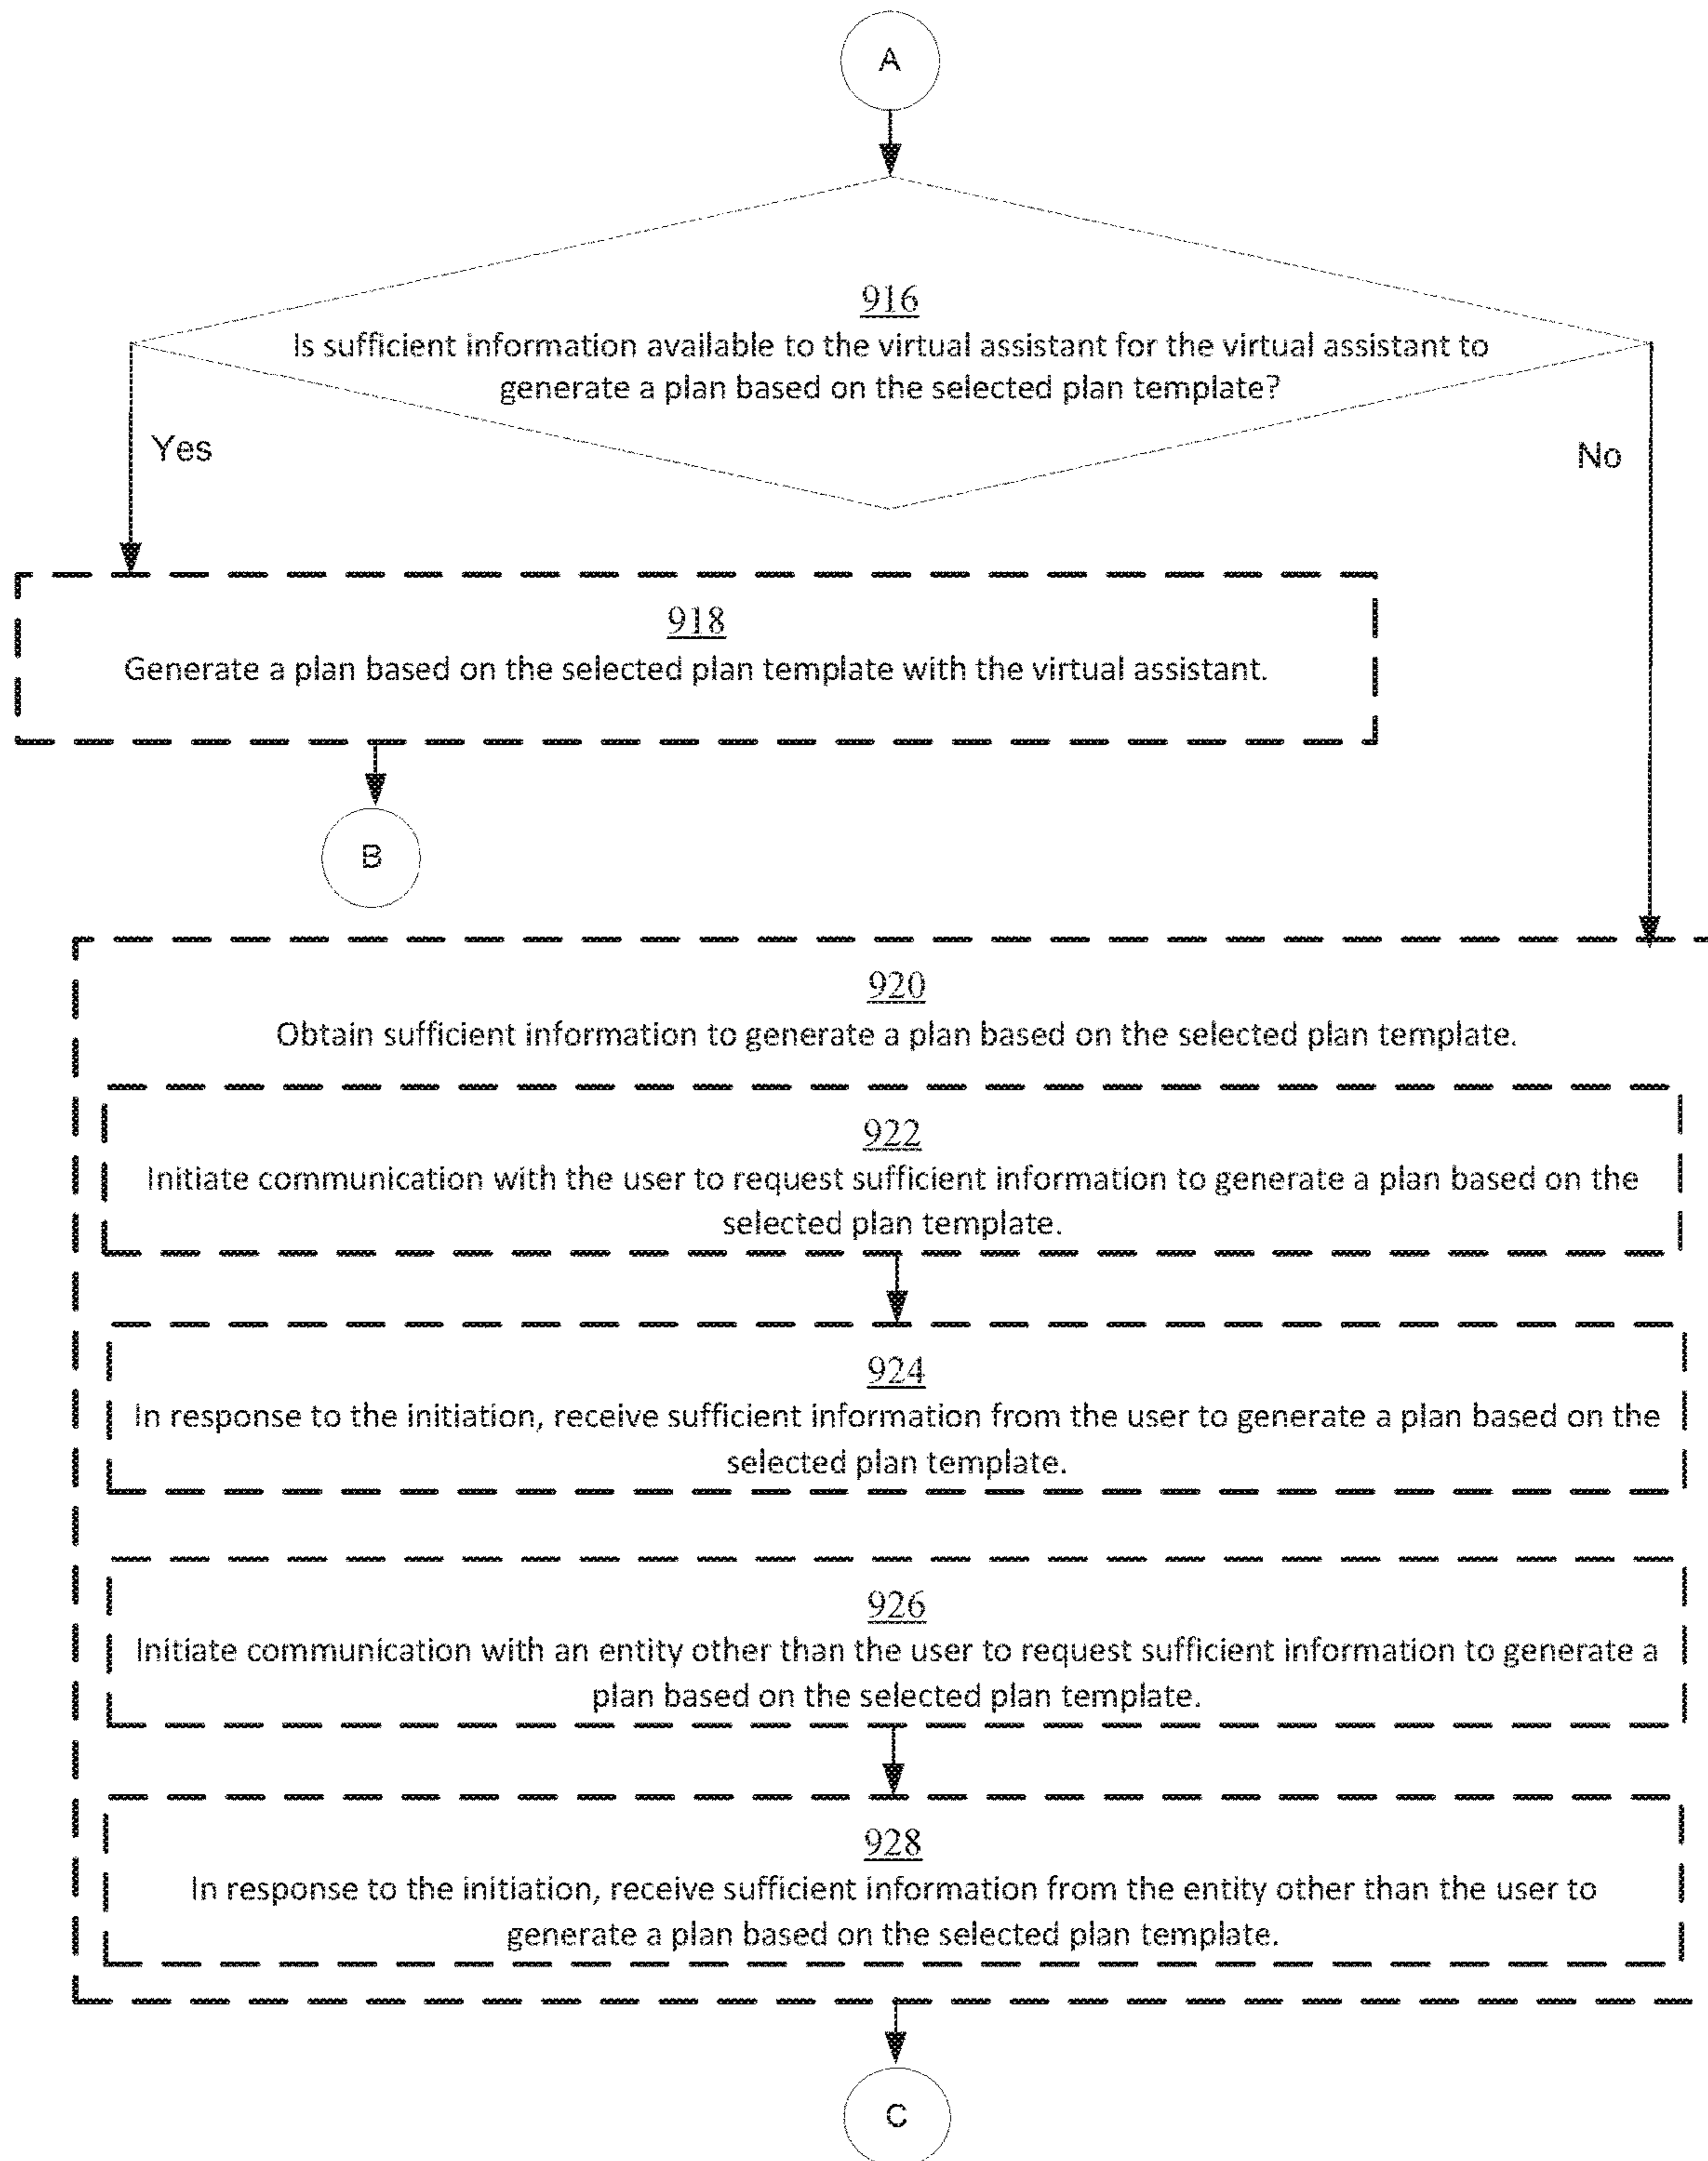 A
916
Is sufficient information available to the virtual assistant for the virtual assistant to
generate a plan based on the selected plan template?
Yes
No
918
Generate a plan based on the selected plan template with the virtual assistant.
B
920
Obtain sufficient information to generate a plan based on the selected plan template.
922
Initiate communication with the user to request sufficient information to generate a plan based on the
selected plan template.
924
In response to the initiation, receive sufficient information from the user to generate a plan based on the
selected plan template.
926
Initiate communication with an entity other than the user to request sufficient information to generate a
plan based on the selected plan template.
928
In response to the initiation, receive sufficient information from the entity other than the user to
generate a plan based on the selected plan template.
C